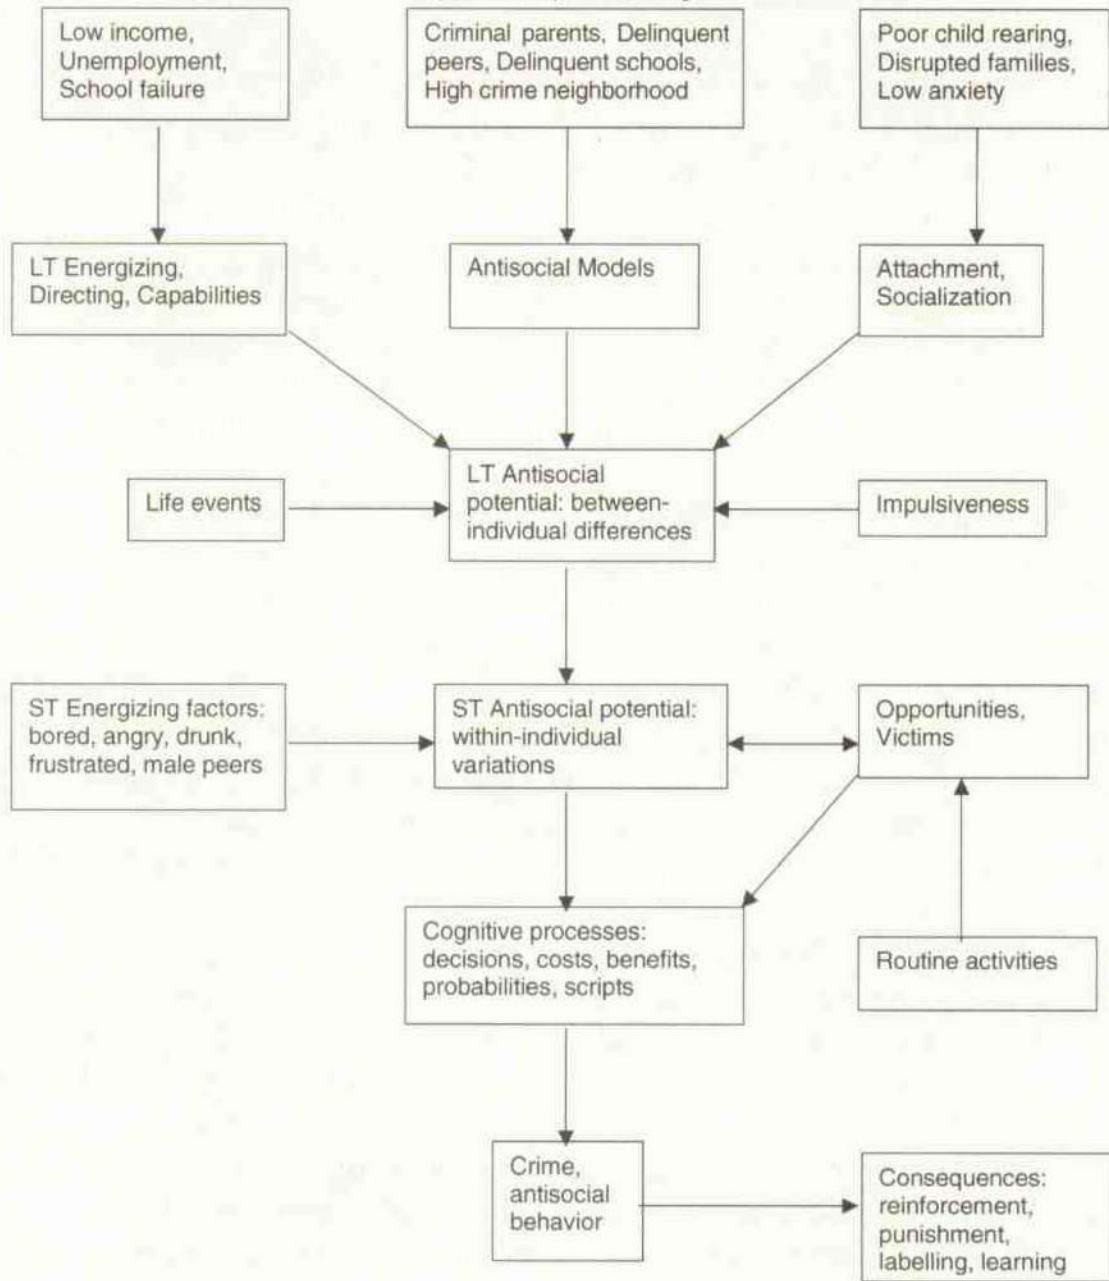 Low income,
Unemployment,
School failure
Criminal parents, Delinquent
peers, Delinquent schools,
High crime neighborhood
Poor child rearing,
Disrupted families,
Low anxiety
LT Energizing,
Directing, Capabilities
Antisocial Models
Attachment,
Socialization
LT Antisocial
potential: between-
individual differences
Life events
Impulsiveness
ST Energizing factors:
bored, angry, drunk,
frustrated, male peers
ST Antisocial potential:
within-individual
variations
Opportunities,
Victims
Cognitive processes:
decisions, costs, benefits,
probabilities, scripts
Routine activities
Crime,
antisocial
behavior
Consequences:
reinforcement,
punishment,
labelling, learning